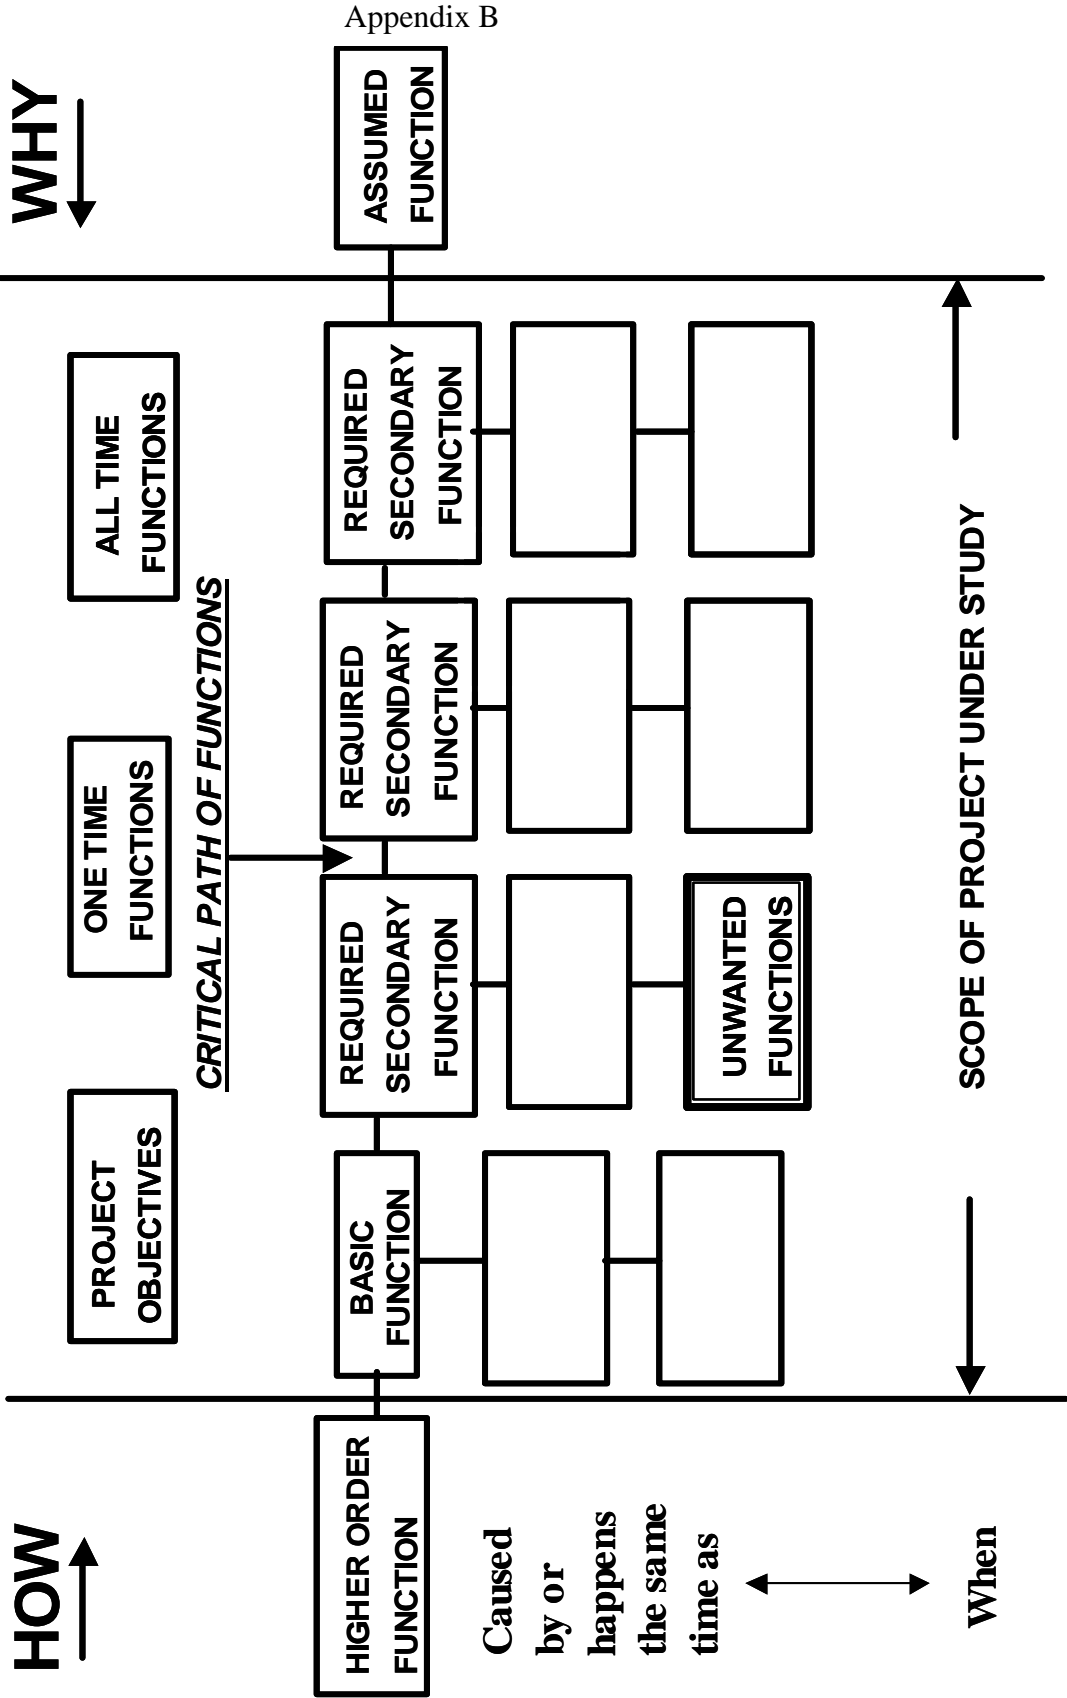 Appendix B
HOW
WHY
PROJECT
OBJECTIVES
ONE TIME
FUNCTIONS
ALL TIME
FUNCTIONS
CRITICAL PATH OF FUNCTIONS
HIGHER ORDER
FUNCTION
BASIC
FUNCTION
REQUIRED
SECONDARY
FUNCTION
REQUIRED
SECONDARY
FUNCTION
REQUIRED
SECONDARY
FUNCTION
ASSUMED
FUNCTION
Caused
by or
happens
the same
time as
When
UNWANTED
FUNCTIONS
SCOPE OF PROJECT UNDER STUDY